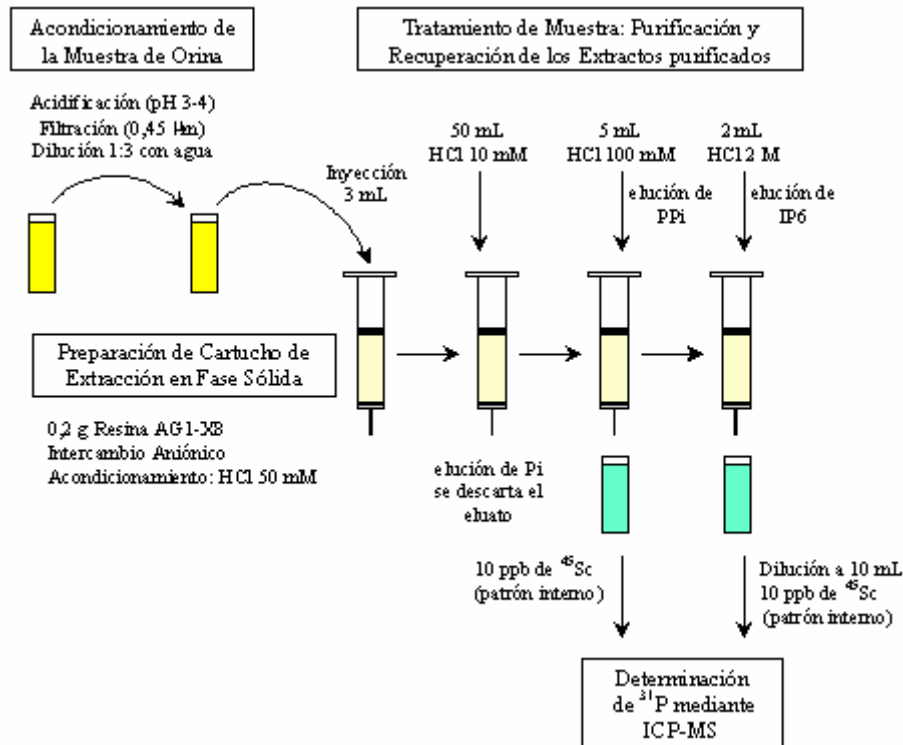 Acondicionamiento de
la Muestra de Orina
Tratamiento de Muestra: Purificación y
Recuperación de los Extractos purificados
Acidificación (pH 3-4)
Filtración (0,45 µm)
Dilución 1:3 con agua
Inyección
3 mL
50 mL
HCl 10 mM
5 mL
HCl 100 mM
elución de
PPi
2 mL
HCl 2 M
elución de
IP6
Preparación de Cartucho de
Extracción en Fase Sólida
0,2 g Resina AG1-X8
Intercambio Aniónico
Acondicionamiento: HCl 50 mM
elución de Pi
se descarta el
eluato
10 ppb de ⁴⁵Sc
(patrón interno)
Dilución a 10 mL
10 ppb de ⁴⁵Sc
(patrón interno)
Determinación
de ³¹P mediante
ICP-MS